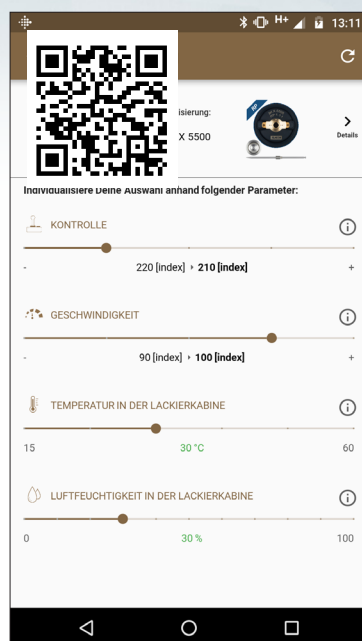 H+ 13:11
isierung:
RP
X 5500
Details
Individualisiere Deine Auswahl anhand folgender Parameter:
KONTROLLE
- 220 [index] ‣ 210 [index] +
GESCHWINDIGKEIT
- 90 [index] ‣ 100 [index] +
TEMPERATUR IN DER LACKIERKABINE
15 30 °C 60
LUFTFEUCHTIGKEIT IN DER LACKIERKABINE
0 30 % 100